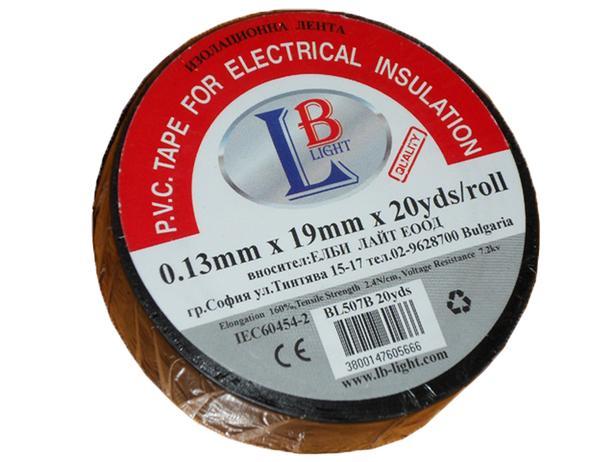 ИЗОЛАЦИОННА ЛЕНТА
P.V.C. TAPE FOR ELECTRICAL INSULATION
LB
LIGHT
QUALITY
0.13mm x 19mm x 20yds/roll
вносител:ЕЛБИ ЛАЙТ ЕООД
гр.София ул.Тинтява 15-17 тел.02-9628700 Bulgaria
Elongation 160%,Tensile Strength 2.4N/cm, Voltage Resistance 7.2kv
IEC60454-2
BL507B 20yds
CE
3800147605666
www.lb-light.com